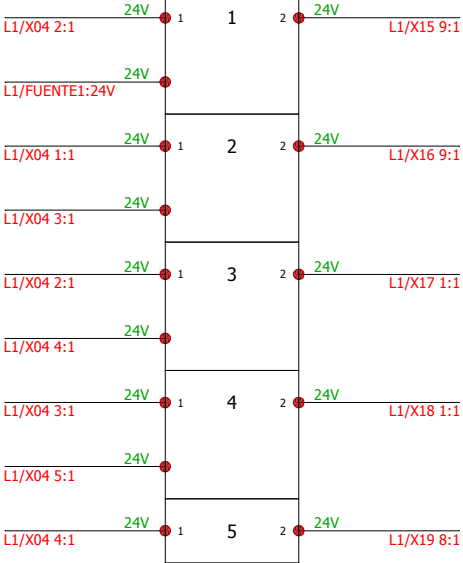 24V 1 24V
L1/X04 2:1 1 2 L1/X15 9:1
24V
L1/FUENTE1:24V
24V 2 24V
L1/X04 1:1 1 2 L1/X16 9:1
24V
L1/X04 3:1
24V 3 24V
L1/X04 2:1 1 2 L1/X17 1:1
24V
L1/X04 4:1
24V 4 24V
L1/X04 3:1 1 2 L1/X18 1:1
24V
L1/X04 5:1
24V 5 24V
L1/X04 4:1 1 2 L1/X19 8:1